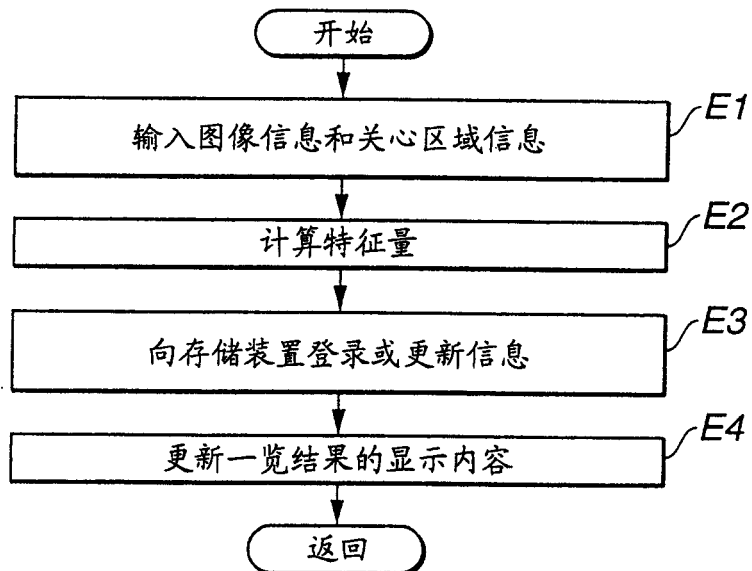 开始
输入图像信息和关心区域信息
E1
计算特征量
E2
向存储装置登录或更新信息
E3
更新一览结果的显示内容
E4
返回